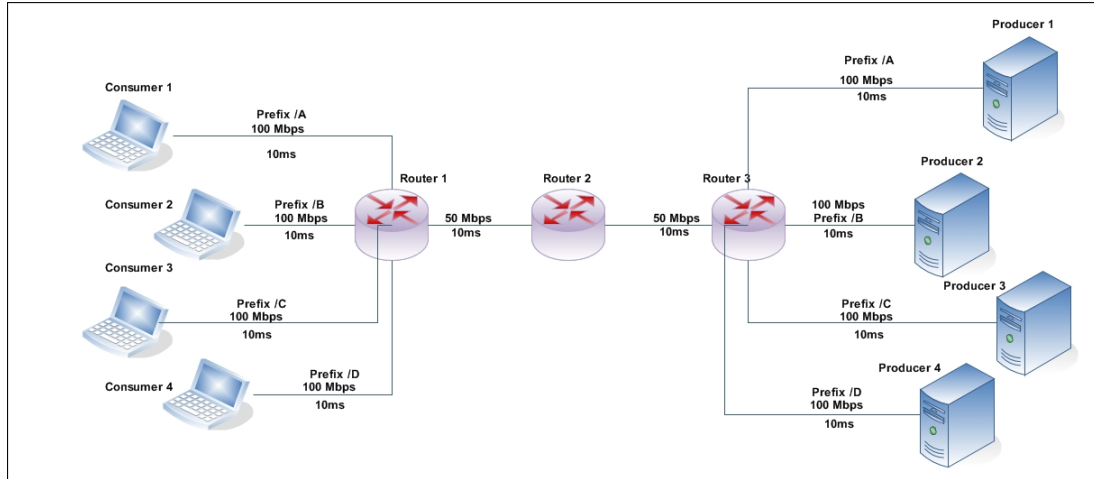 Producer 1
Prefix /A
100 Mbps
10ms
Consumer 1
Prefix /A
100 Mbps
10ms
Producer 2
Router 1
Router 2
Router 3
Consumer 2
Prefix /B
100 Mbps
10ms
50 Mbps
10ms
50 Mbps
10ms
100 Mbps
Prefix /B
10ms
Consumer 3
Producer 3
Prefix /C
100 Mbps
10ms
Prefix /C
100 Mbps
10ms
Consumer 4
Prefix /D
100 Mbps
10ms
Producer 4
Prefix /D
100 Mbps
10ms